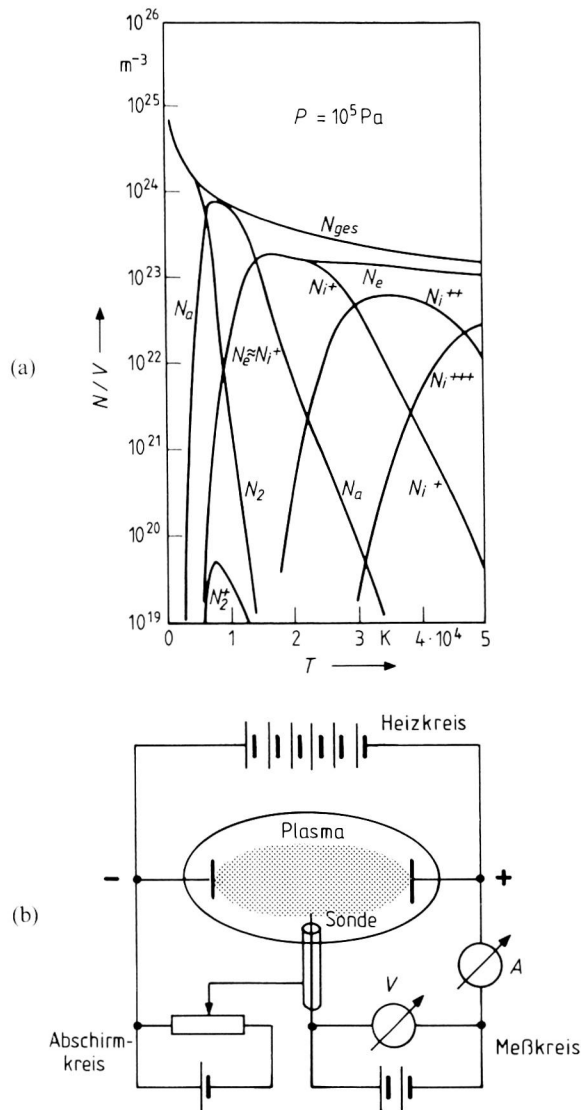 10²⁶
m⁻³
10²⁵
P = 10⁵ Pa
10²⁴
N_ges
10²³
N_a
N_e
N_i⁺
N_i⁺⁺
(a)
N/V
10²²
N_e≈N_i⁺
N_i⁺⁺⁺
10²¹
N₂
N_a
N_i⁺
10²⁰
N₂⁺
10¹⁹
0 1 2 3 K 4·10⁴ 5
T
Heizkreis
Plasma
- +
(b)
Sonde
A
V
Abschirm-
kreis
Meßkreis